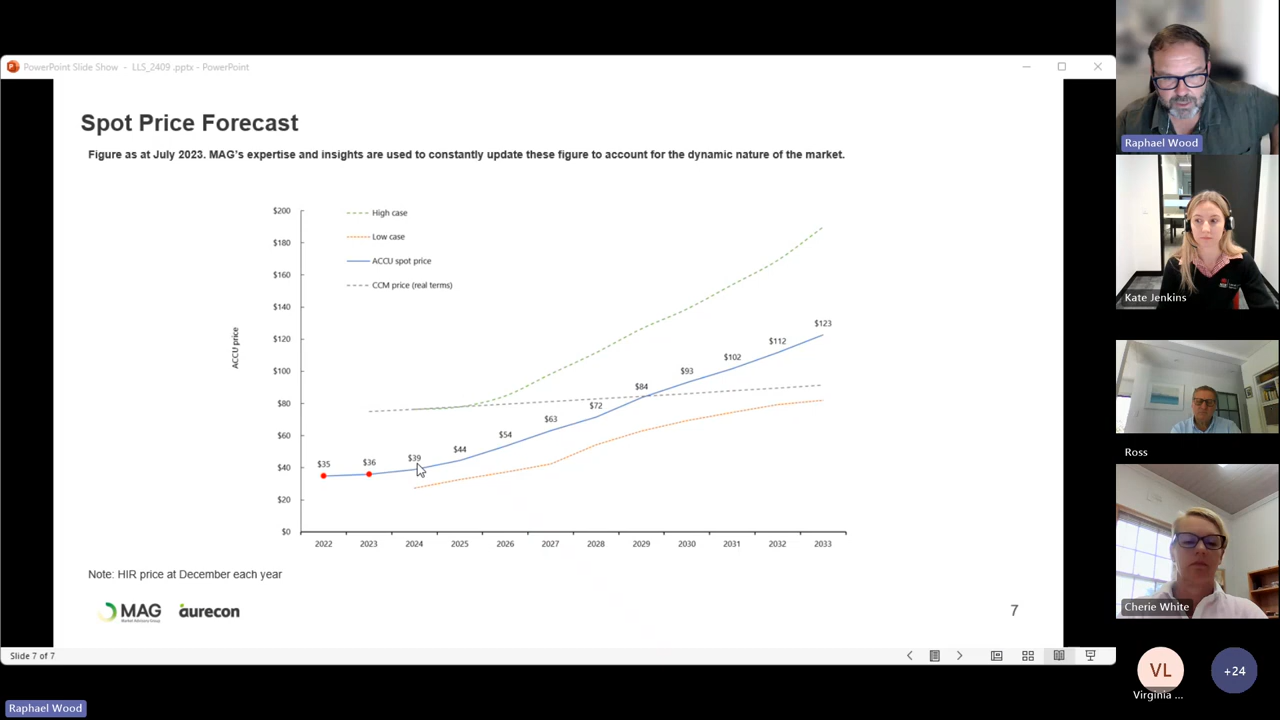 PowerPoint Slide Show - LLS_2409 .pptx - PowerPoint
Spot Price Forecast
Figure as at July 2023. MAG's expertise and insights are used to constantly update these figure to account for the dynamic nature of the market.
ACCU price
$200
$180
$160
$140
$120
$100
$80
$60
$40
$20
$0
High case
Low case
ACCU spot price
CCM price (real terms)
$35
$36
$39
$44
$54
$63
$72
$84
$93
$102
$112
$123
2022 2023 2024 2025 2026 2027 2028 2029 2030 2031 2032 2033
Note: HIR price at December each year
MAG
aurecon
7
Slide 7 of 7
Raphael Wood
Raphael Wood
Kate Jenkins
Ross
Cherie White
VL
Virginia ...
+24